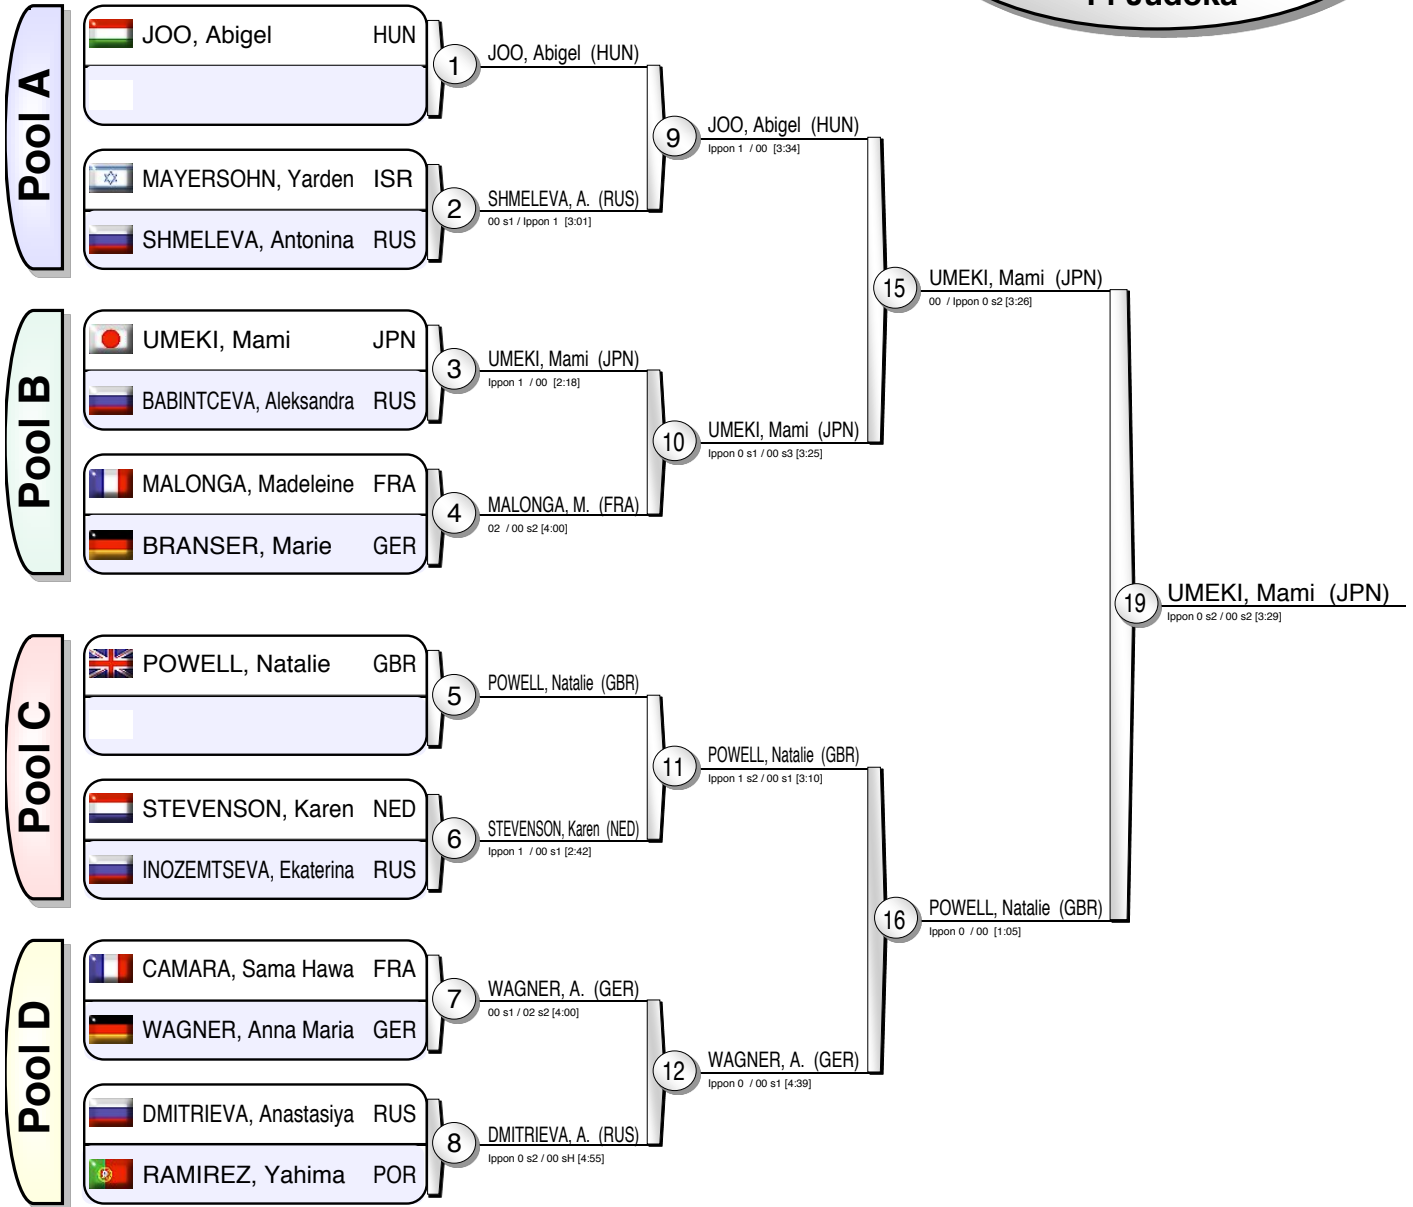 14 Judoka
Pool A
JOO, Abigel HUN
1
JOO, Abigel (HUN)
MAYERSOHN, Yarden ISR
SHMELEVA, Antonina RUS
2
SHMELEVA, A. (RUS)
00 s1 / Ippon 1 [3:01]
9
JOO, Abigel (HUN)
Ippon 1 / 00 [3:34]
Pool B
UMEKI, Mami JPN
BABINTCEVA, Aleksandra RUS
3
UMEKI, Mami (JPN)
Ippon 1 / 00 [2:18]
MALONGA, Madeleine FRA
BRANSER, Marie GER
4
MALONGA, M. (FRA)
02 / 00 s2 [4:00]
10
UMEKI, Mami (JPN)
Ippon 0 s1 / 00 s3 [3:25]
15
UMEKI, Mami (JPN)
00 / Ippon 0 s2 [3:26]
Pool C
POWELL, Natalie GBR
5
POWELL, Natalie (GBR)
STEVENSON, Karen NED
INOZEMTSEVA, Ekaterina RUS
6
STEVENSON, Karen (NED)
Ippon 1 / 00 s1 [2:42]
11
POWELL, Natalie (GBR)
Ippon 1 s2 / 00 s1 [3:10]
Pool D
CAMARA, Sama Hawa FRA
WAGNER, Anna Maria GER
7
WAGNER, A. (GER)
00 s1 / 02 s2 [4:00]
DMITRIEVA, Anastasiya RUS
RAMIREZ, Yahima POR
8
DMITRIEVA, A. (RUS)
Ippon 0 s2 / 00 sH [4:55]
12
WAGNER, A. (GER)
Ippon 0 / 00 s1 [4:39]
16
POWELL, Natalie (GBR)
Ippon 0 / 00 [1:05]
19
UMEKI, Mami (JPN)
Ippon 0 s2 / 00 s2 [3:29]